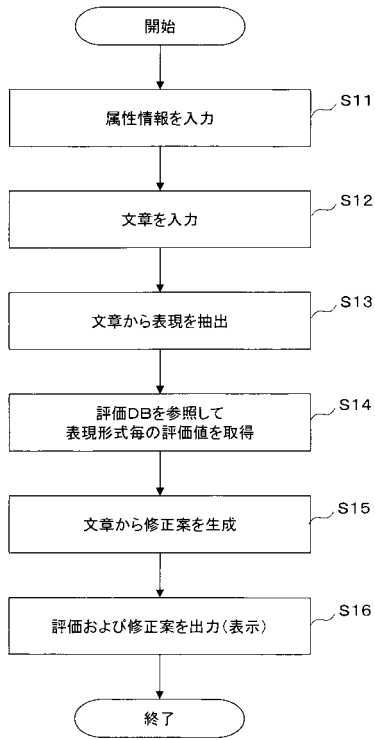 開始
属性情報を入力
S11
文章を入力
S12
文章から表現を抽出
S13
評価DBを参照して
表現形式毎の評価値を取得
S14
文章から修正案を生成
S15
評価および修正案を出力(表示)
S16
終了